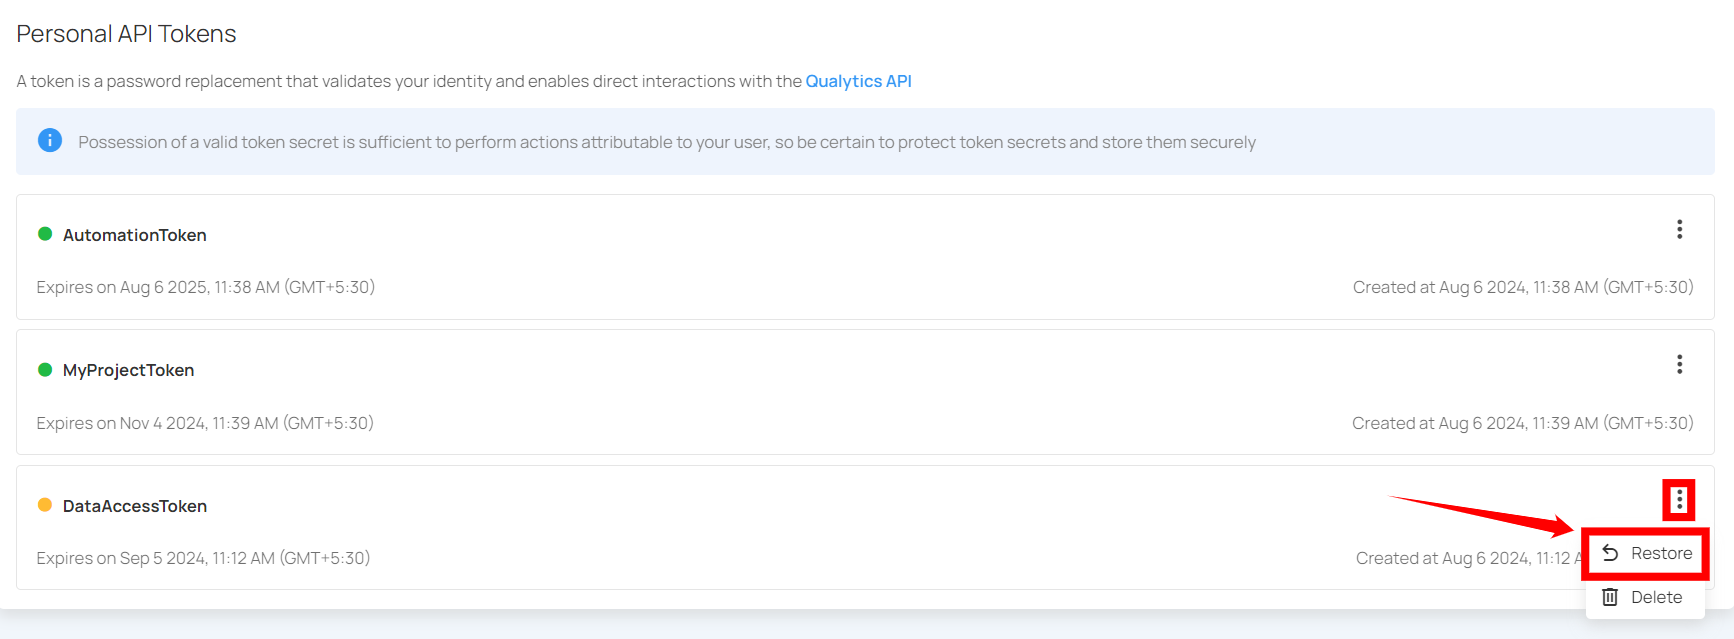 Personal API Tokens
A token is a password replacement that validates your identity and enables direct interactions with the Qualytics API
Possession of a valid token secret is sufficient to perform actions attributable to your user, so be certain to protect token secrets and store them securely
AutomationToken
Expires on Aug 6 2025, 11:38 AM (GMT+5:30) Created at Aug 6 2024, 11:38 AM (GMT+5:30)
MyProjectToken
Expires on Nov 4 2024, 11:39 AM (GMT+5:30) Created at Aug 6 2024, 11:39 AM (GMT+5:30)
DataAccessToken
Expires on Sep 5 2024, 11:12 AM (GMT+5:30) Created at Aug 6 2024, 11:12
Restore
Delete